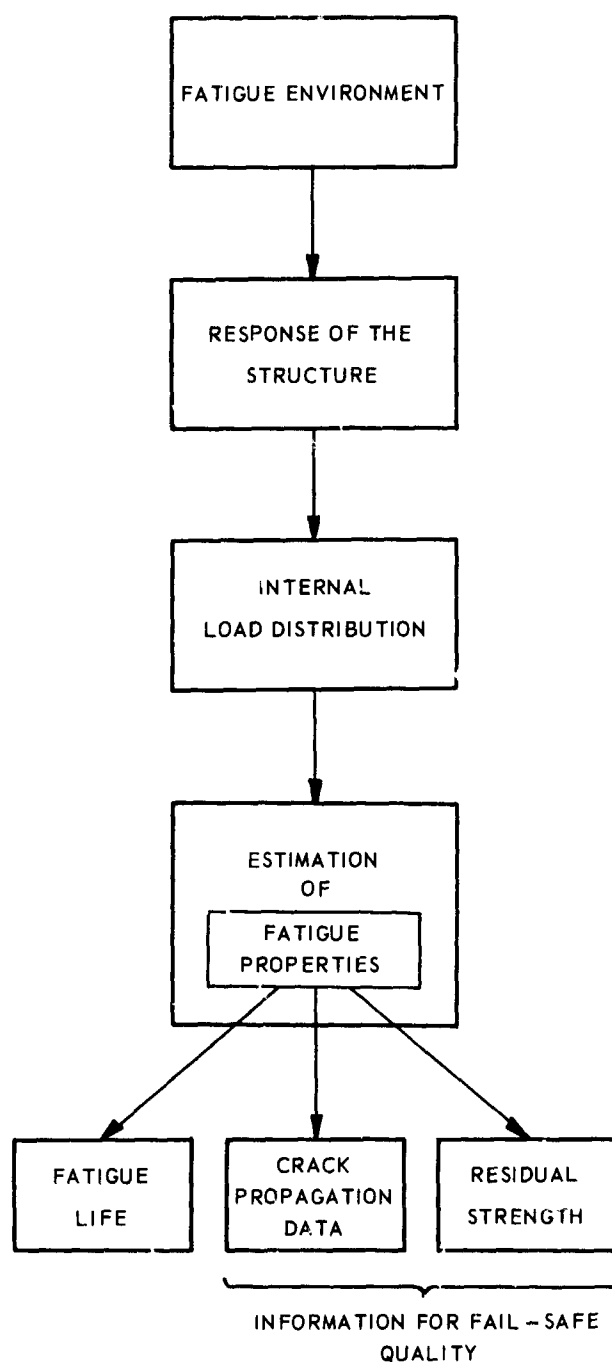 FATIGUE ENVIRONMENT
RESPONSE OF THE
STRUCTURE
INTERNAL
LOAD DISTRIBUTION
ESTIMATION
OF
FATIGUE
PROPERTIES
FATIGUE
LIFE
CRACK
PROPAGATION
DATA
RESIDUAL
STRENGTH
INFORMATION FOR FAIL – SAFE
QUALITY